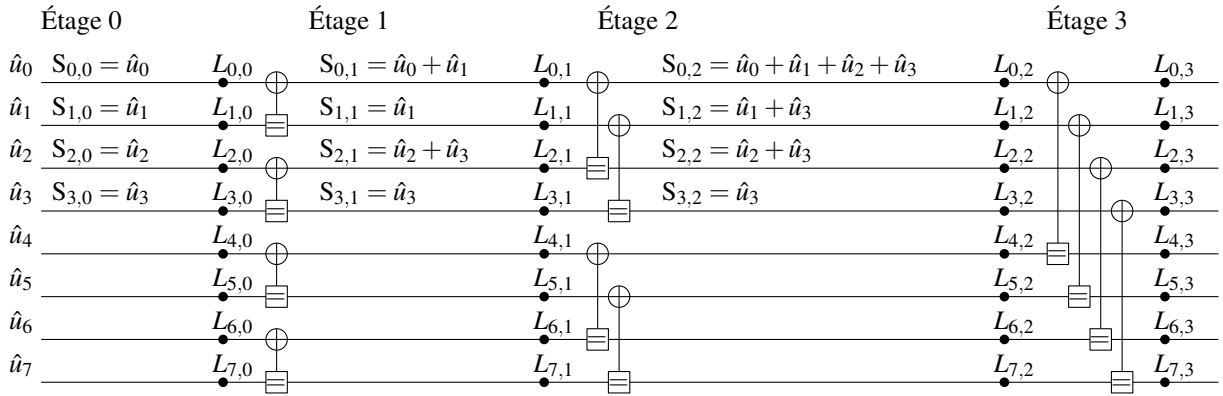 Étage 0 Étage 1 Étage 2 Étage 3
û0 S0,0 = û0 L0,0 S0,1 = û0 + û1 L0,1 S0,2 = û0 + û1 + û2 + û3 L0,2 L0,3
û1 S1,0 = û1 L1,0 S1,1 = û1 L1,1 S1,2 = û1 + û3 L1,2 L1,3
û2 S2,0 = û2 L2,0 S2,1 = û2 + û3 L2,1 S2,2 = û2 + û3 L2,2 L2,3
û3 S3,0 = û3 L3,0 S3,1 = û3 L3,1 S3,2 = û3 L3,2 L3,3
û4 L4,0 L4,1 L4,2 L4,3
û5 L5,0 L5,1 L5,2 L5,3
û6 L6,0 L6,1 L6,2 L6,3
û7 L7,0 L7,1 L7,2 L7,3